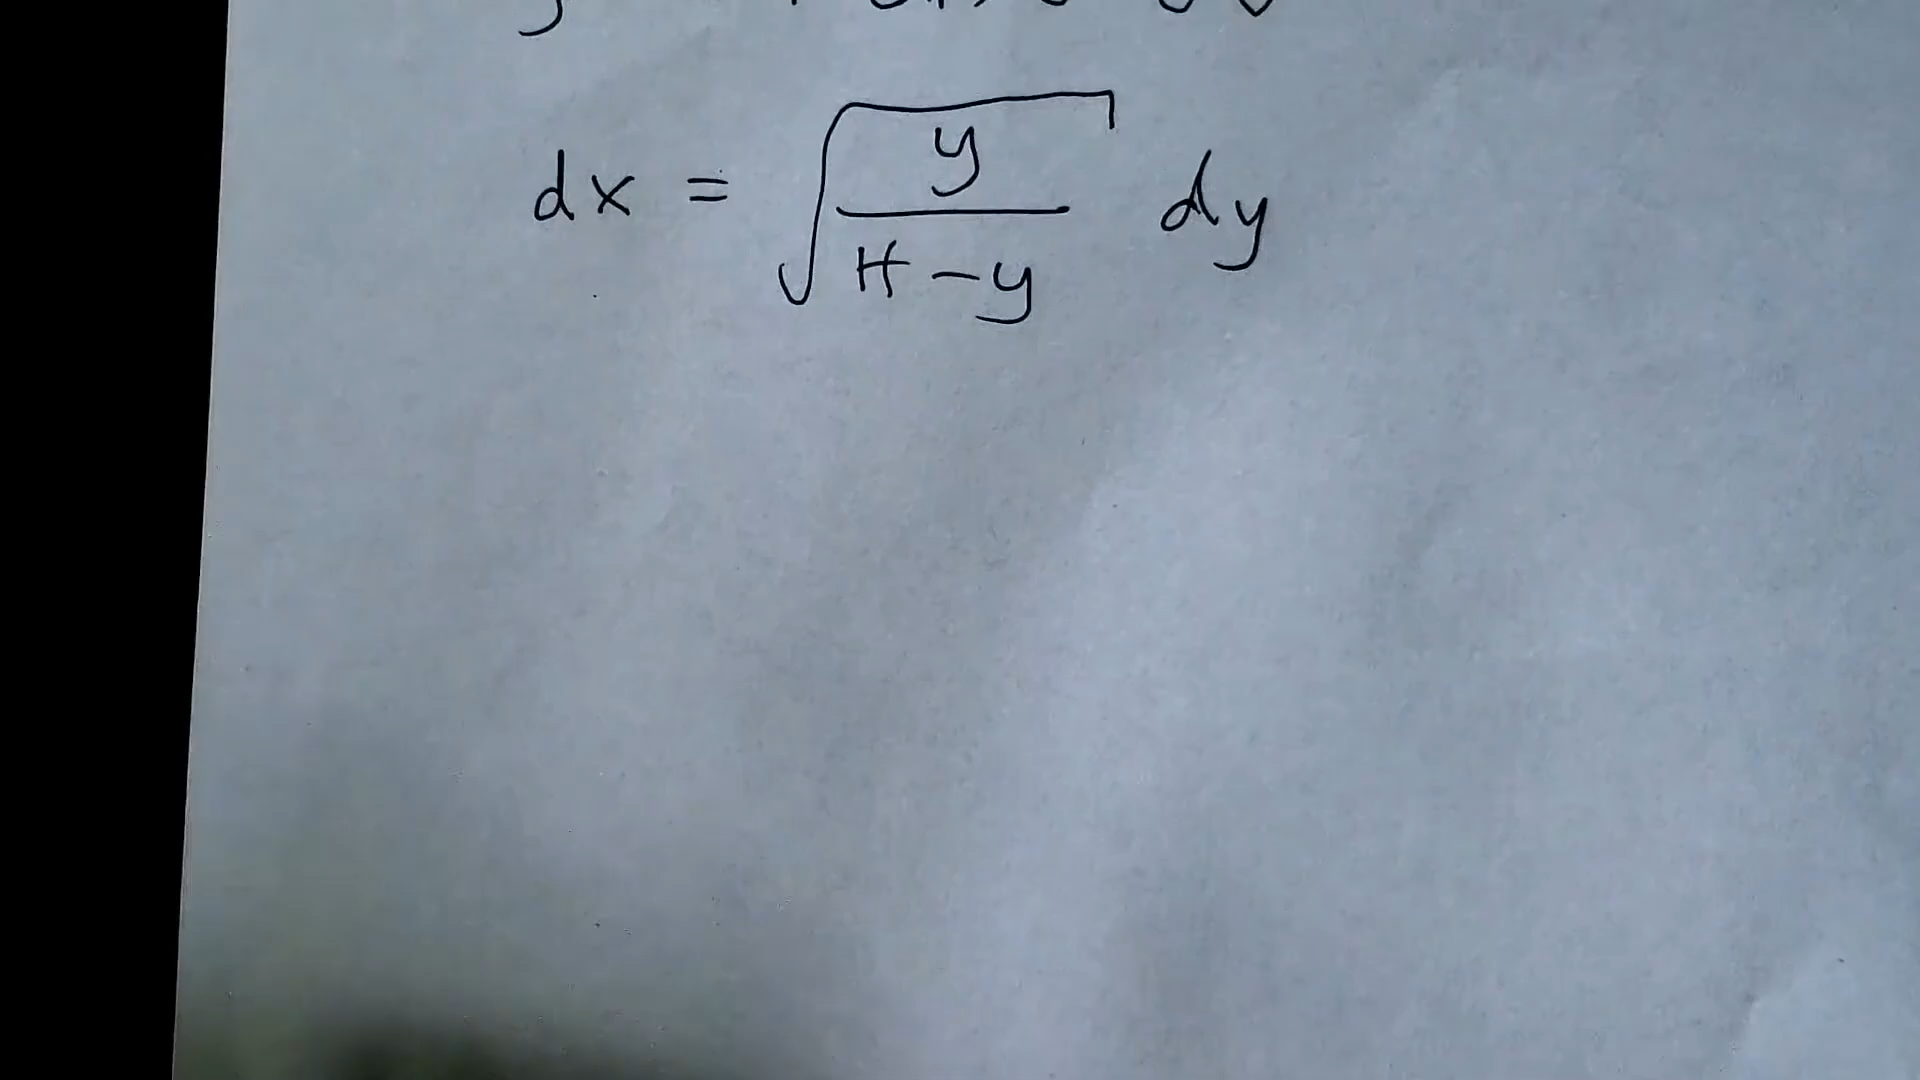 dx = √(y/(H-y)) dy